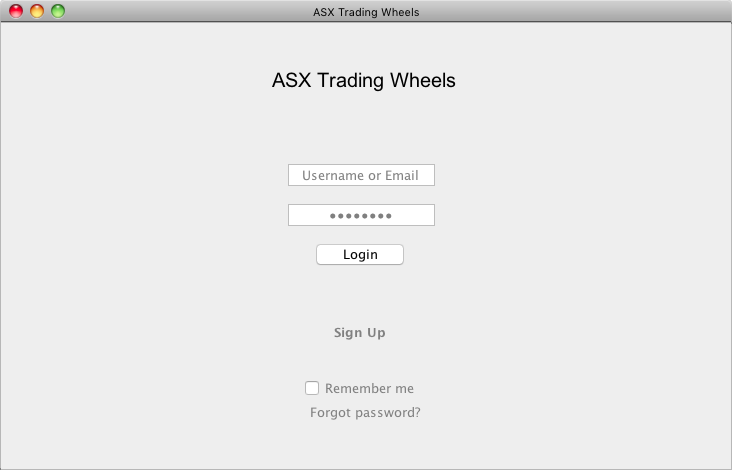 ASX Trading Wheels
ASX Trading Wheels
Username or Email
••••••••
Login
Sign Up
Remember me
Forgot password?